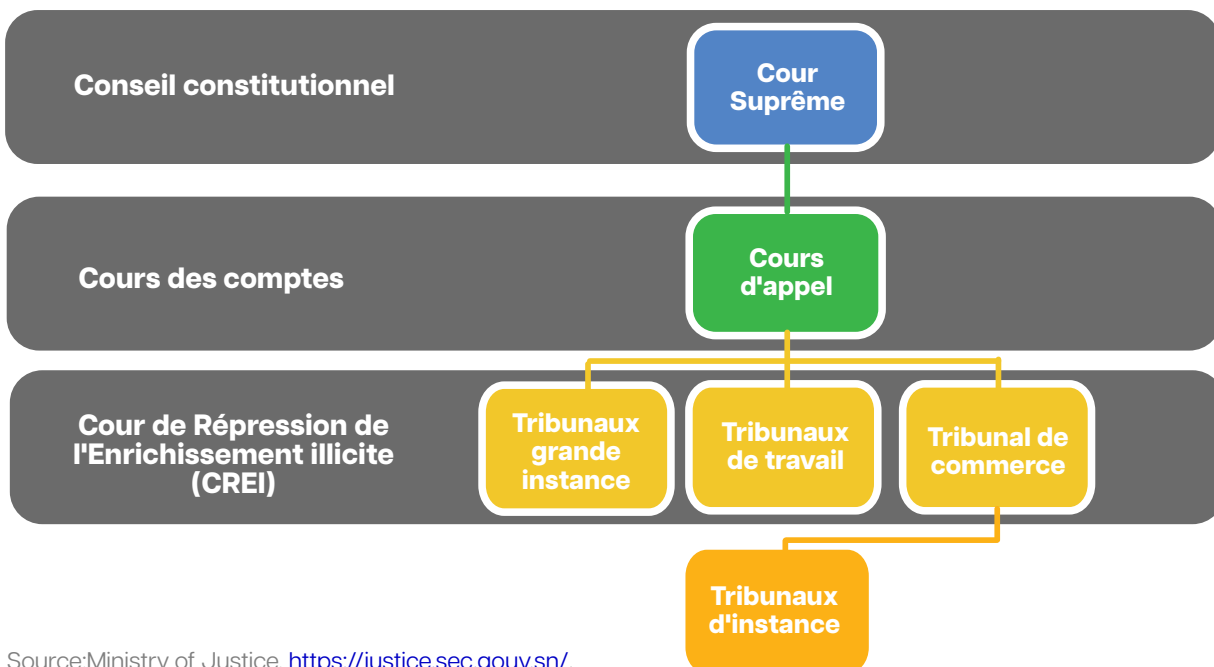 Conseil constitutionnel
Cour
Suprême
Cours des comptes
Cours
d'appel
Cour de Répression de
l'Enrichissement illicite
(CREI)
Tribunaux
grande
instance
Tribunaux
de travail
Tribunal de
commerce
Tribunaux
d'instance
Source:Ministry of Justice, https://justice.sec.gouv.sn/